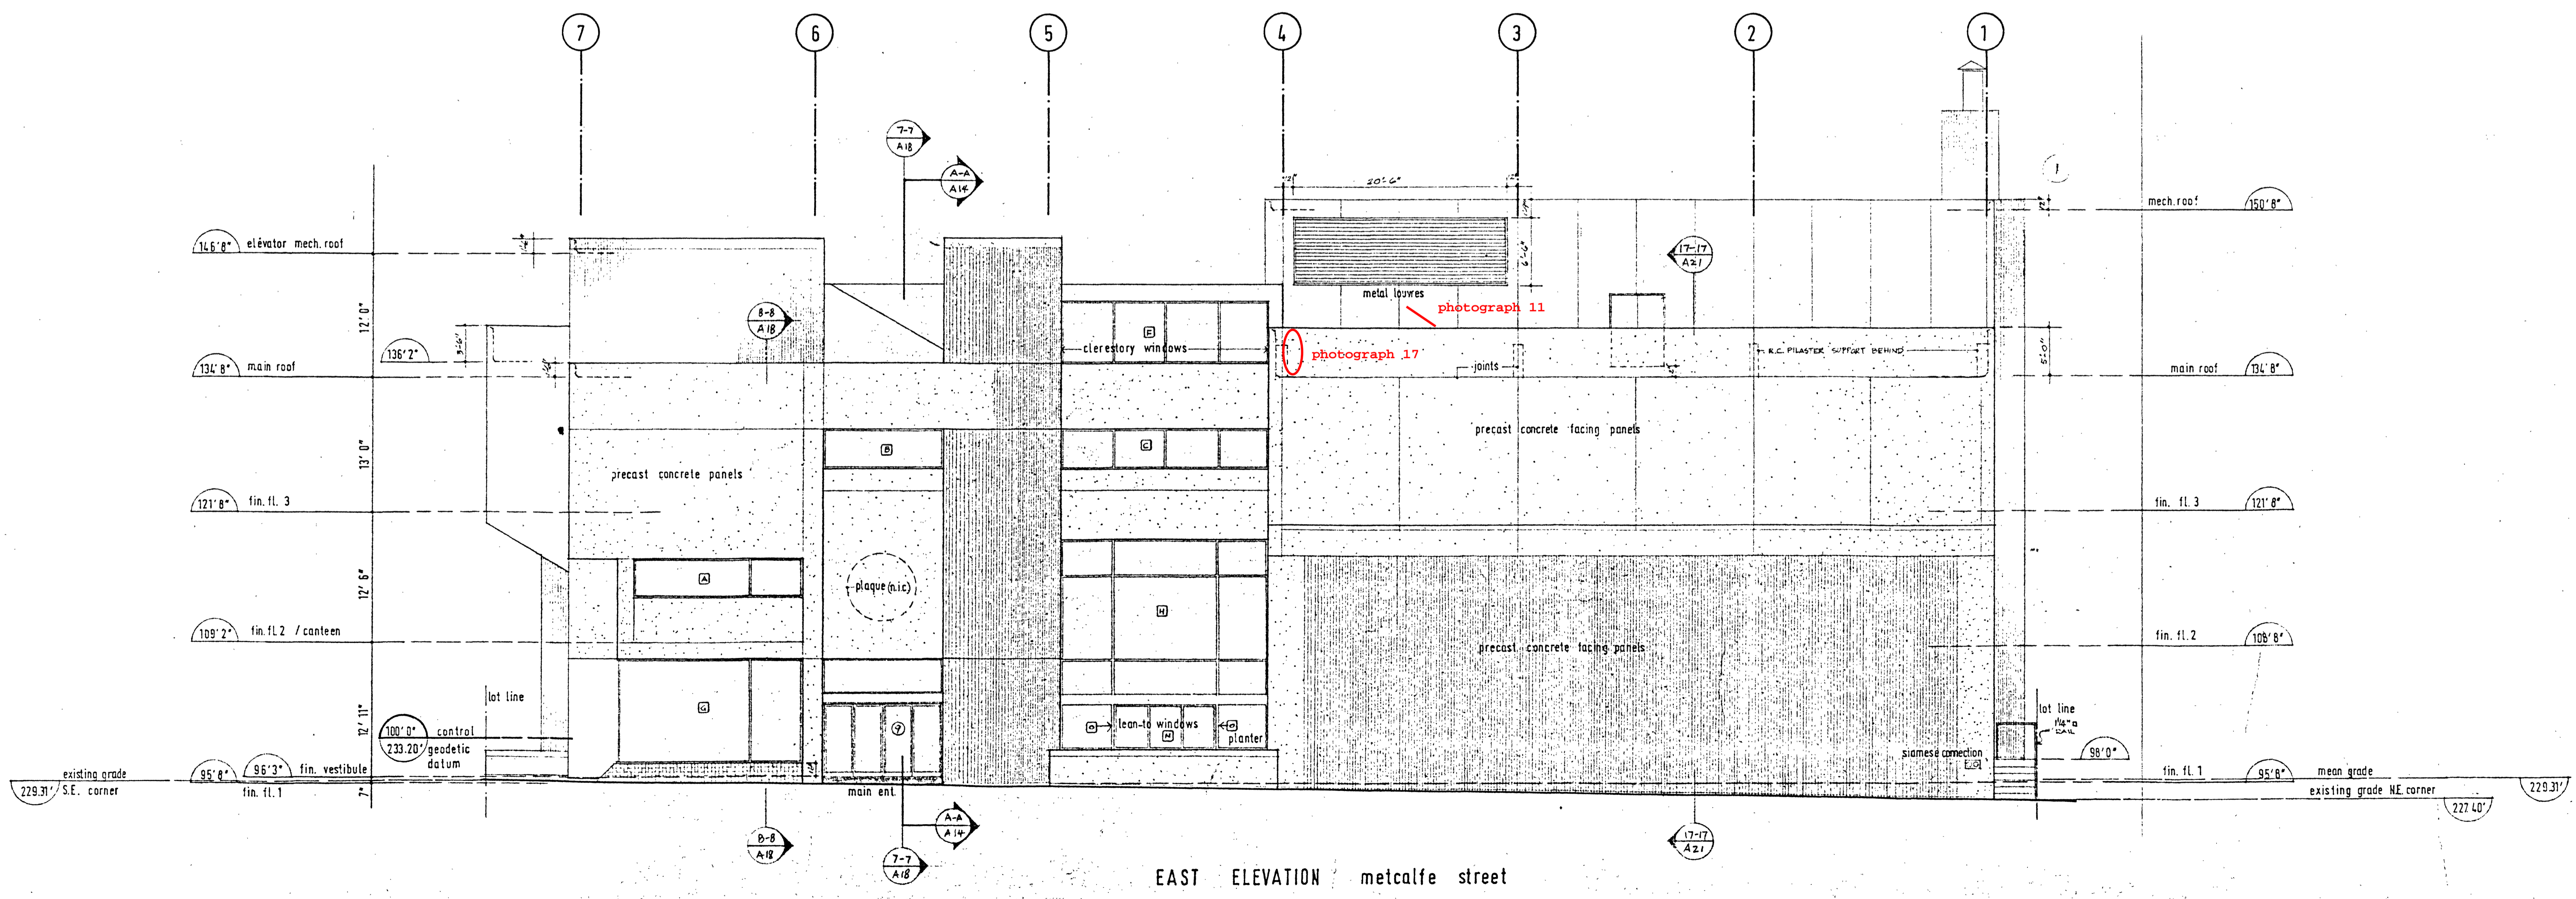 7 6 5 4 3 2 1
7-7
A18
A-A
A14
1
20'-6"
mech. roof 150'8"
146'8" elevator mech. roof
17-17
A21
6'-6"
metal louvres
photograph 11
12'0"
8-8
A18
E
3'-6"
136'2"
clerestory windows
photograph 17
R.C. PILASTER SUPPORT BEHIND
5'-0"
134'8" main roof
joints
main roof 134'8"
precast concrete facing panels
13'0"
B
C
precast concrete panels
121'8" fin. fl. 3
fin. fl. 3 121'8"
12'6"
A
plaque (n.i.c)
H
109'2" fin. fl 2 / canteen
fin. fl. 2 108'8"
precast concrete facing panels
lot line
G
12'11"
lot line
1¼" □
RAIL
100'0" control
233.20' geodetic
datum
9
lean-to windows
N
planter
siamese connection
98'0"
existing grade
229.31' S.E. corner
95'8" 96'3" fin. vestibule
fin. fl. 1
7"
main ent.
fin. fl. 1 95'8" mean grade 229.31'
existing grade N.E. corner 227.40'
B-B
A18
A-A
A14
7-7
A18
17-17
A21
EAST ELEVATION metcalfe street